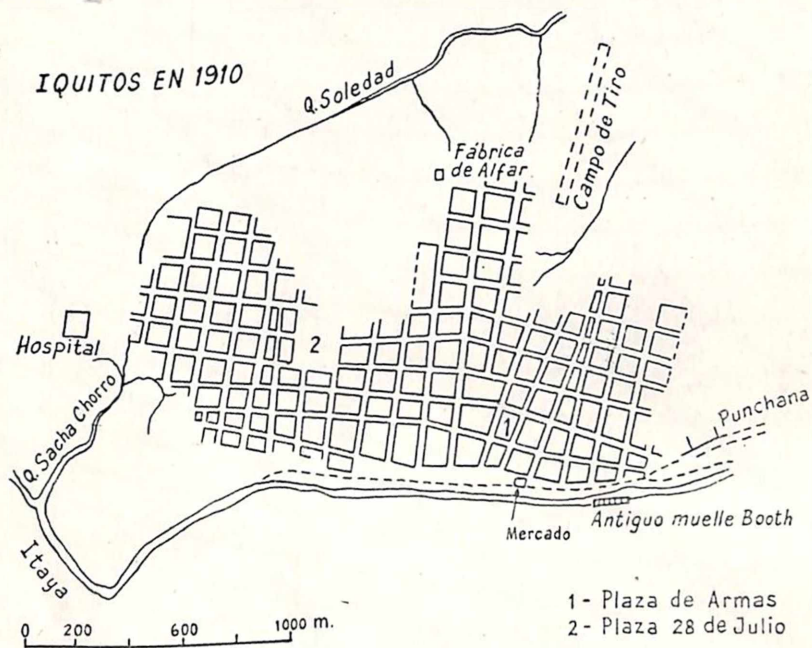 IQUITOS EN 1910
Q. Soledad
Campo de Tiro
Fábrica
de Alfar
Hospital
2
Q. Sacha Chorro
1
Punchana
Mercado
Antiguo muelle Booth
Itaya
1 - Plaza de Armas
2 - Plaza 28 de Julio
0 200 600 1000 m.